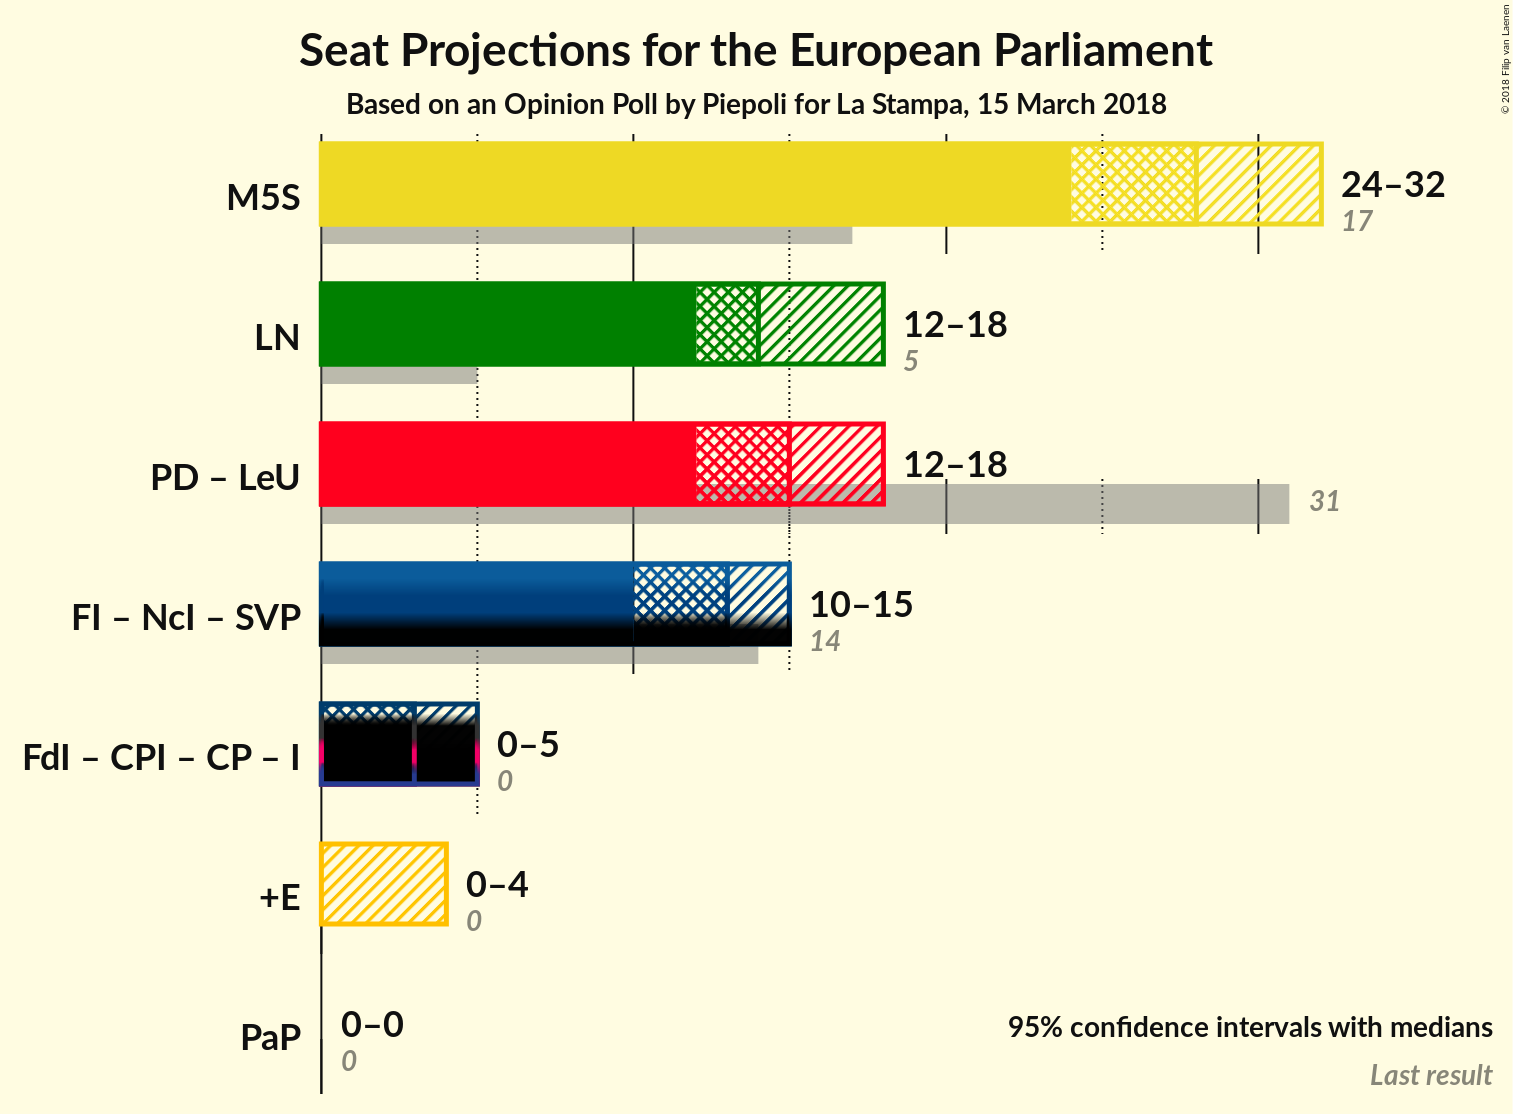 Seat Projections for the European Parliament
Based on an Opinion Poll by Piepoli for La Stampa, 15 March 2018
© 2018 Filip van Laenen
M5S
24–32
17
LN
12–18
5
PD – LeU
12–18
31
FI – NcI – SVP
10–15
14
FdI – CPI – CP – I
0–5
0
+E
0–4
0
PaP
0–0
0
95% confidence intervals with medians
Last result